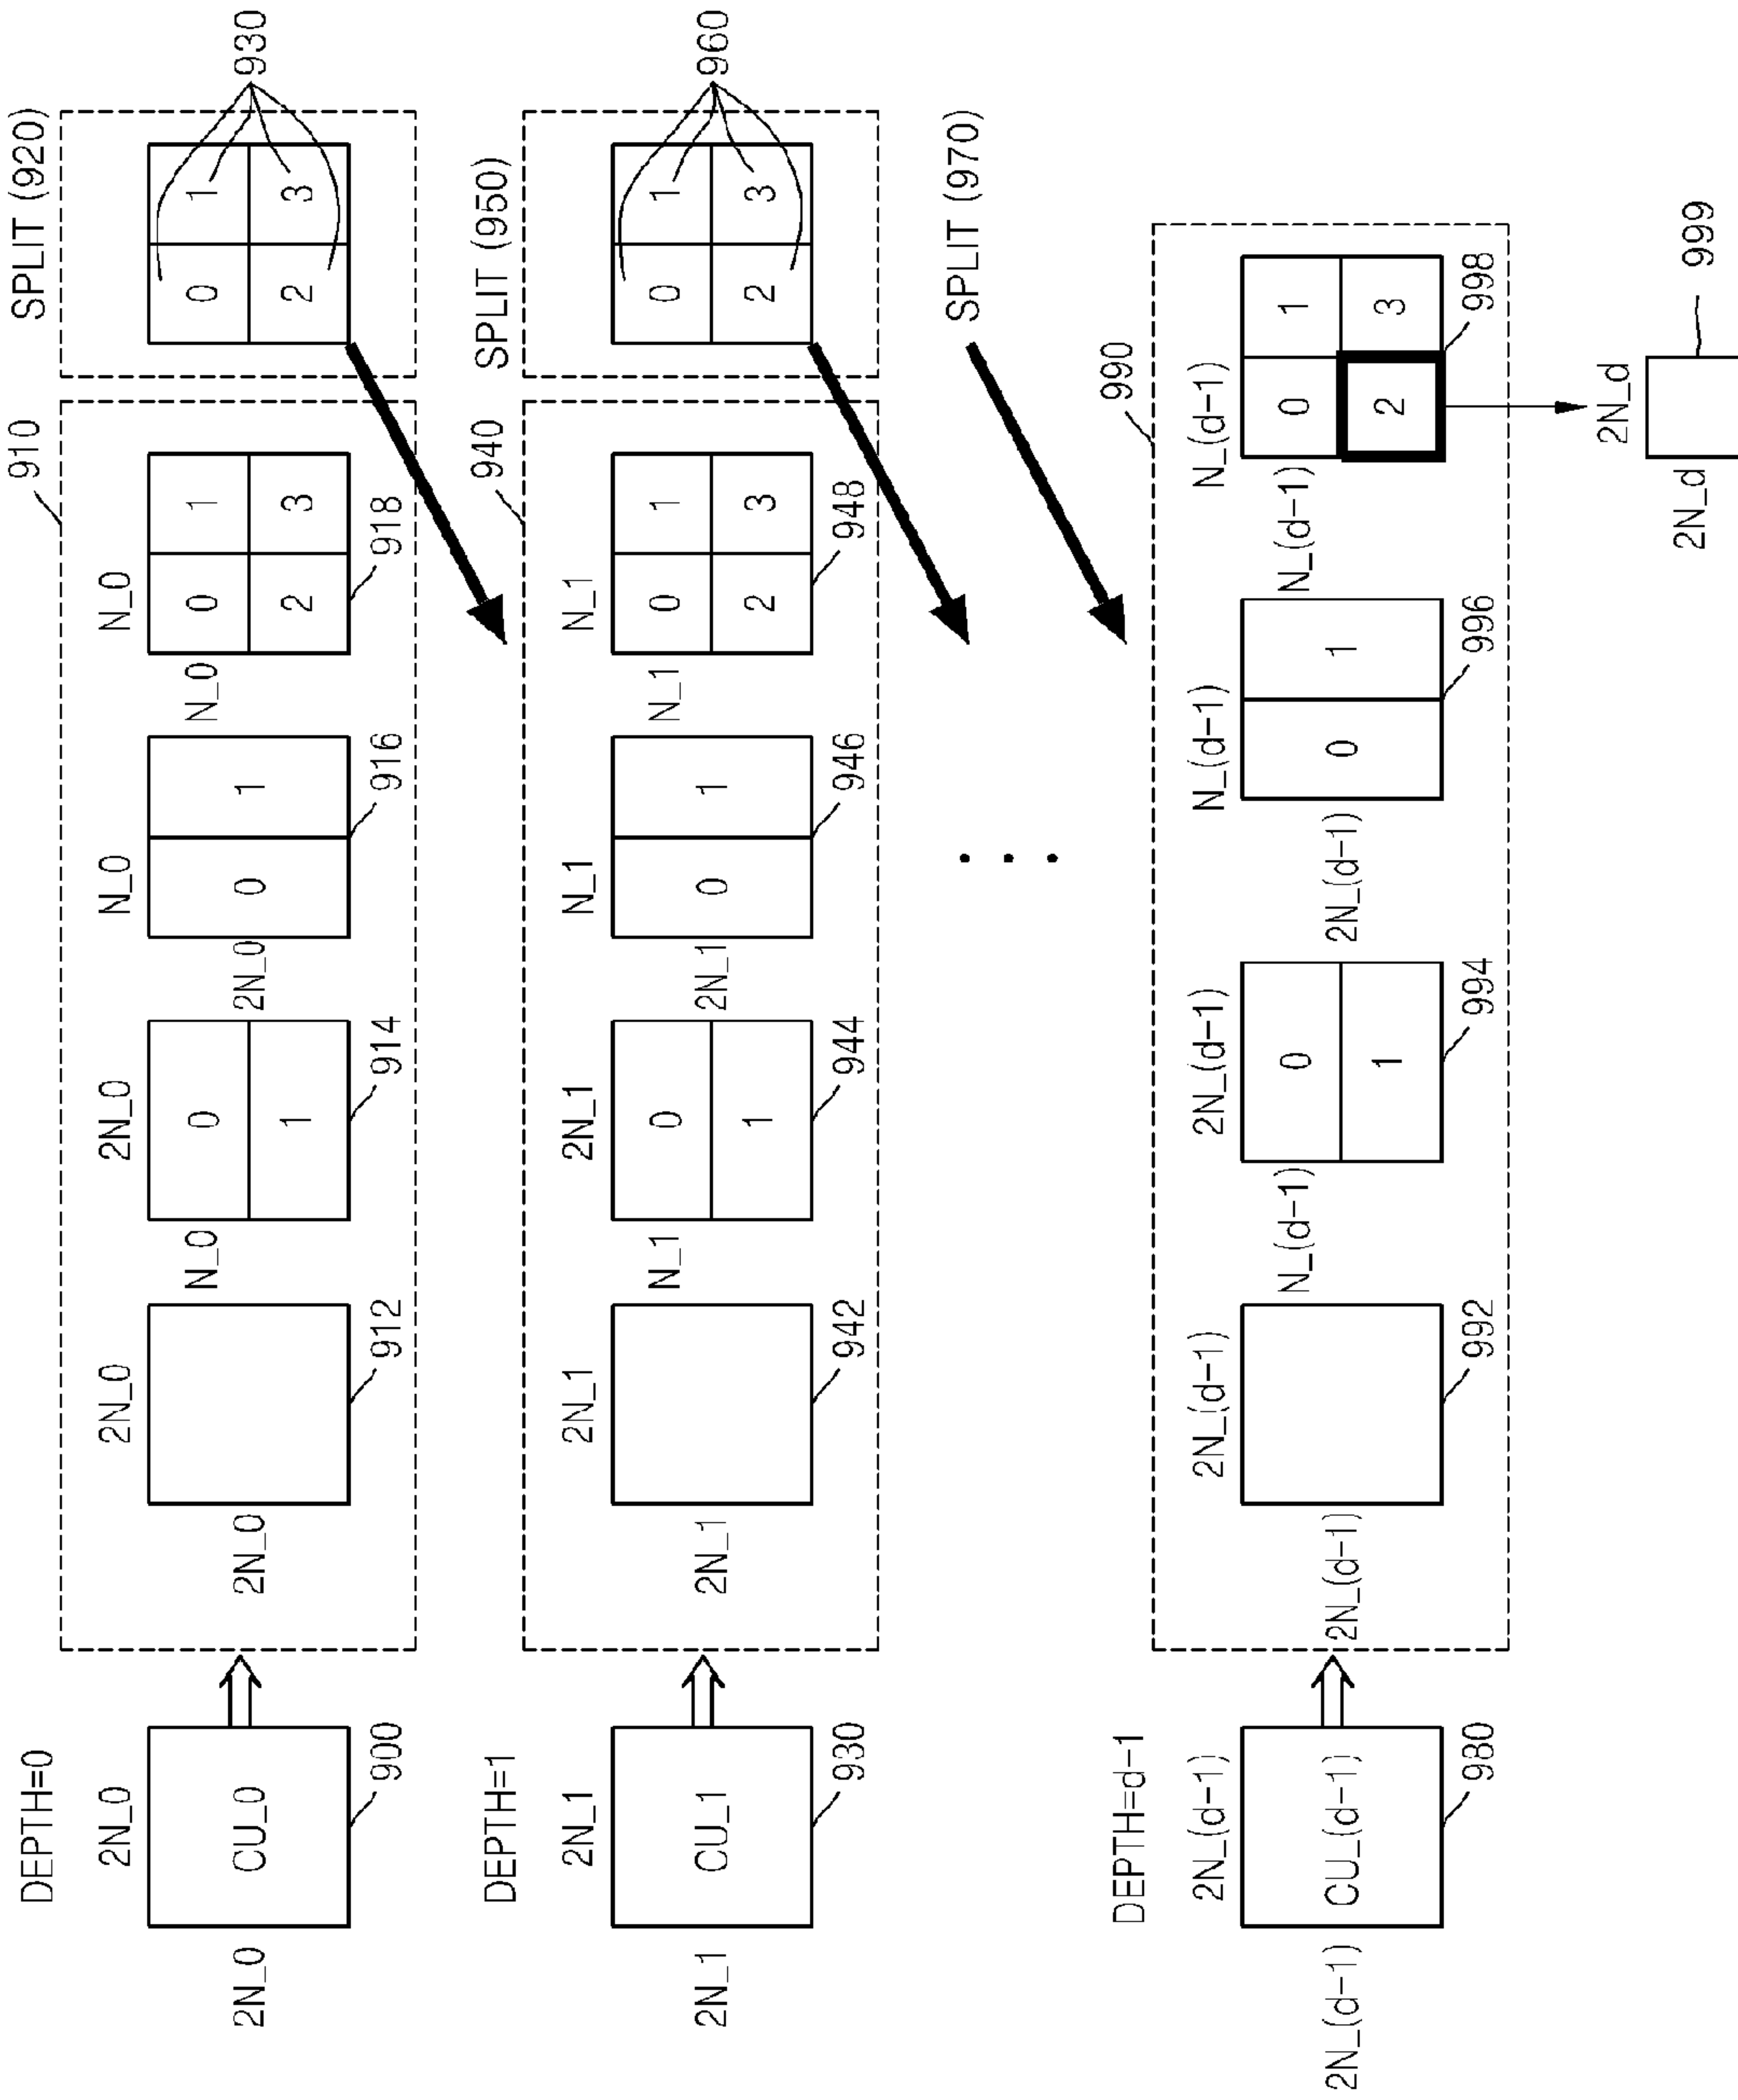 DEPTH=0
2N_0
2N_0
CU_0
900
910
2N_0
2N_0
912
2N_0
N_0
0
1
914
N_0
2N_0
0
1
916
N_0
N_0
0
1
2
3
918
SPLIT (920)
0
1
2
3
930
DEPTH=1
2N_1
2N_1
CU_1
930
940
2N_1
2N_1
942
2N_1
N_1
0
1
944
N_1
2N_1
0
1
946
N_1
N_1
0
1
2
3
948
SPLIT (950)
0
1
2
3
960
SPLIT (970)
. . .
DEPTH=d-1
2N_(d-1)
2N_(d-1)
CU_(d-1)
980
990
2N_(d-1)
2N_(d-1)
992
2N_(d-1)
N_(d-1)
0
1
994
N_(d-1)
2N_(d-1)
0
1
996
N_(d-1)
N_(d-1)
0
1
2
3
998
2N_d
2N_d
999